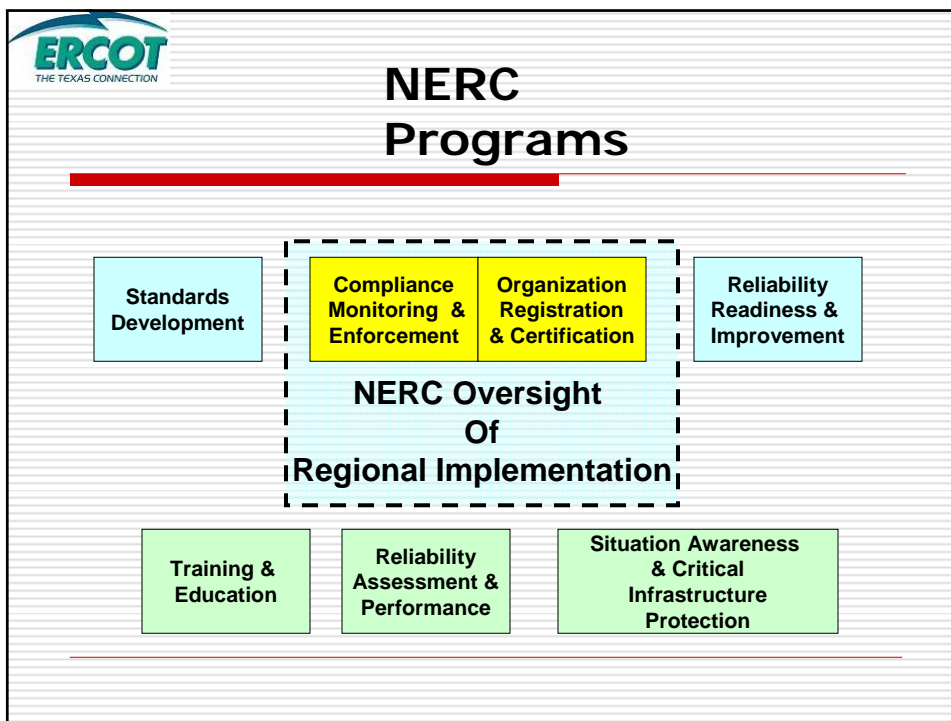 ERCOT
THE TEXAS CONNECTION
NERC
Programs
Standards
Development
Compliance
Monitoring &
Enforcement
Organization
Registration
& Certification
Reliability
Readiness &
Improvement
NERC Oversight
Of
Regional Implementation
Training &
Education
Reliability
Assessment &
Performance
Situation Awareness
& Critical
Infrastructure
Protection